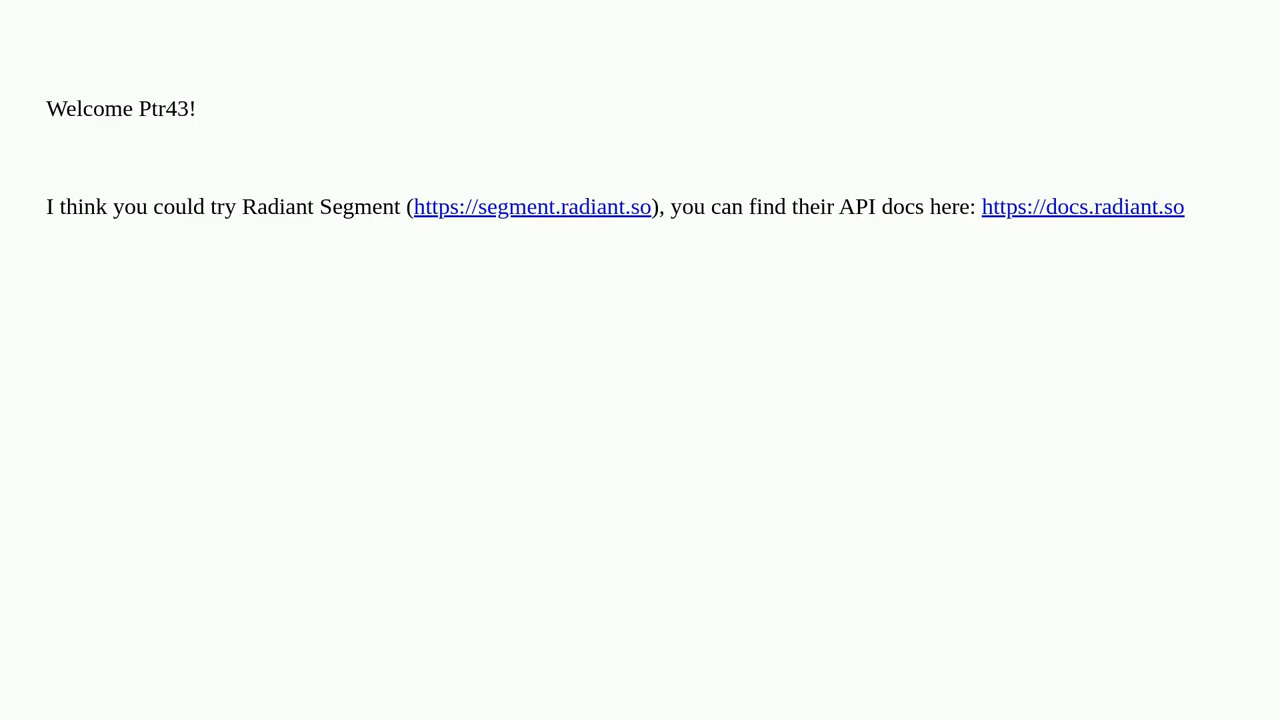 Welcome Ptr43!
I think you could try Radiant Segment (https://segment.radiant.so), you can find their API docs here: https://docs.radiant.so